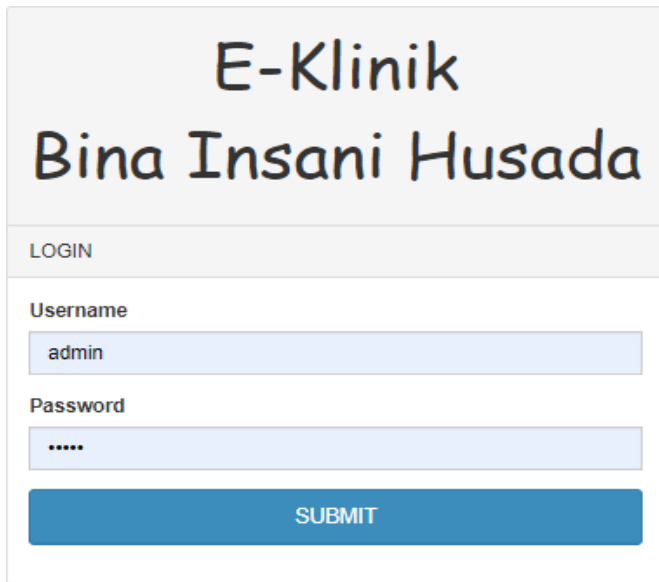 E-Klinik
Bina Insani Husada
LOGIN
Username
admin
Password
•••••
SUBMIT